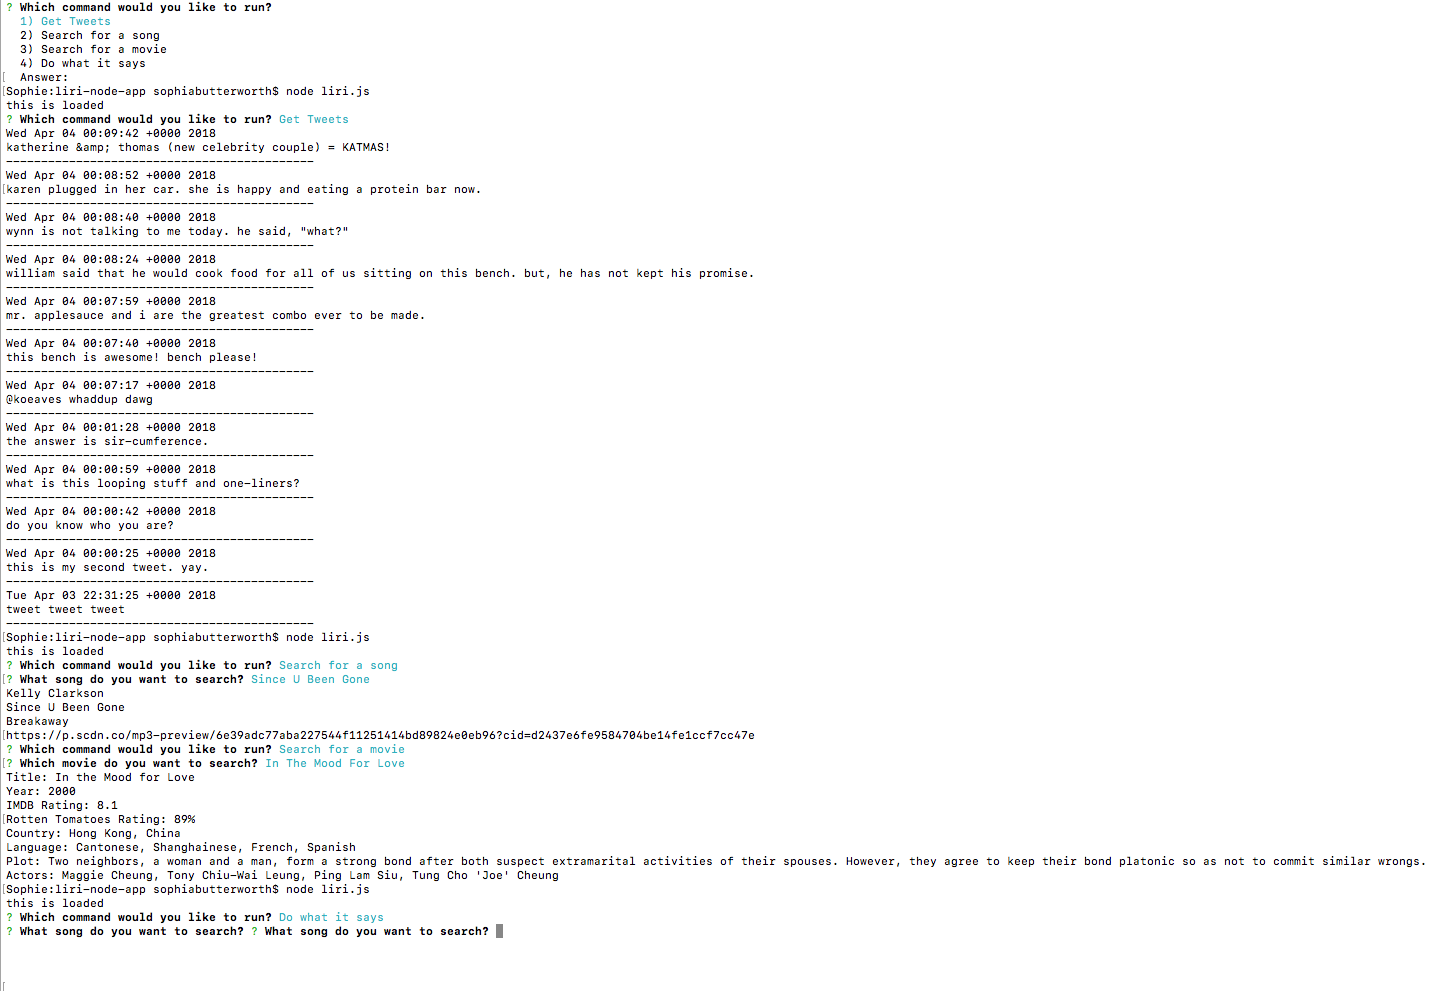 ? Which command would you like to run?
1) Get Tweets
2) Search for a song
3) Search for a movie
4) Do what it says
[ Answer:
[Sophie:liri-node-app sophiabutterworth$ node liri.js
this is loaded
? Which command would you like to run? Get Tweets
Wed Apr 04 00:09:42 +0000 2018
katherine &amp; thomas (new celebrity couple) = KATMAS!
--------------------------------------------
Wed Apr 04 00:08:52 +0000 2018
[karen plugged in her car. she is happy and eating a protein bar now.
--------------------------------------------
Wed Apr 04 00:08:40 +0000 2018
wynn is not talking to me today. he said, "what?"
--------------------------------------------
Wed Apr 04 00:08:24 +0000 2018
william said that he would cook food for all of us sitting on this bench. but, he has not kept his promise.
--------------------------------------------
Wed Apr 04 00:07:59 +0000 2018
mr. applesauce and i are the greatest combo ever to be made.
--------------------------------------------
Wed Apr 04 00:07:40 +0000 2018
this bench is awesome! bench please!
--------------------------------------------
Wed Apr 04 00:07:17 +0000 2018
@koeaves whaddup dawg
--------------------------------------------
Wed Apr 04 00:01:28 +0000 2018
the answer is sir-cumference.
--------------------------------------------
Wed Apr 04 00:00:59 +0000 2018
what is this looping stuff and one-liners?
--------------------------------------------
Wed Apr 04 00:00:42 +0000 2018
do you know who you are?
--------------------------------------------
Wed Apr 04 00:00:25 +0000 2018
this is my second tweet. yay.
--------------------------------------------
Tue Apr 03 22:31:25 +0000 2018
tweet tweet tweet
--------------------------------------------
[Sophie:liri-node-app sophiabutterworth$ node liri.js
this is loaded
? Which command would you like to run? Search for a song
[? What song do you want to search? Since U Been Gone
Kelly Clarkson
Since U Been Gone
Breakaway
[https://p.scdn.co/mp3-preview/6e39adc77aba227544f11251414bd89824e0eb96?cid=d2437e6fe9584704be14fe1ccf7cc47e
? Which command would you like to run? Search for a movie
[? Which movie do you want to search? In The Mood For Love
Title: In the Mood for Love
Year: 2000
IMDB Rating: 8.1
[Rotten Tomatoes Rating: 89%
Country: Hong Kong, China
Language: Cantonese, Shanghainese, French, Spanish
Plot: Two neighbors, a woman and a man, form a strong bond after both suspect extramarital activities of their spouses. However, they agree to keep their bond platonic so as not to commit similar wrongs.
Actors: Maggie Cheung, Tony Chiu-Wai Leung, Ping Lam Siu, Tung Cho 'Joe' Cheung
[Sophie:liri-node-app sophiabutterworth$ node liri.js
this is loaded
? Which command would you like to run? Do what it says
? What song do you want to search? ? What song do you want to search?
[